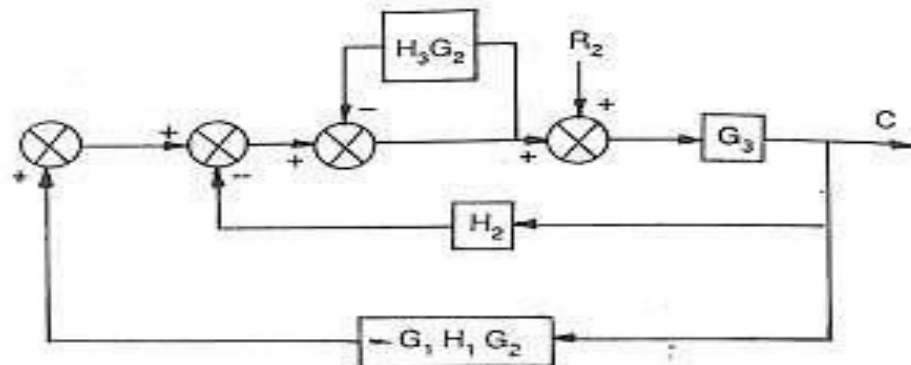 H₃G₂
R₂
+
-
+
+
+
+
G₃
C
--
H₂
+
- G₁ H₁ G₂